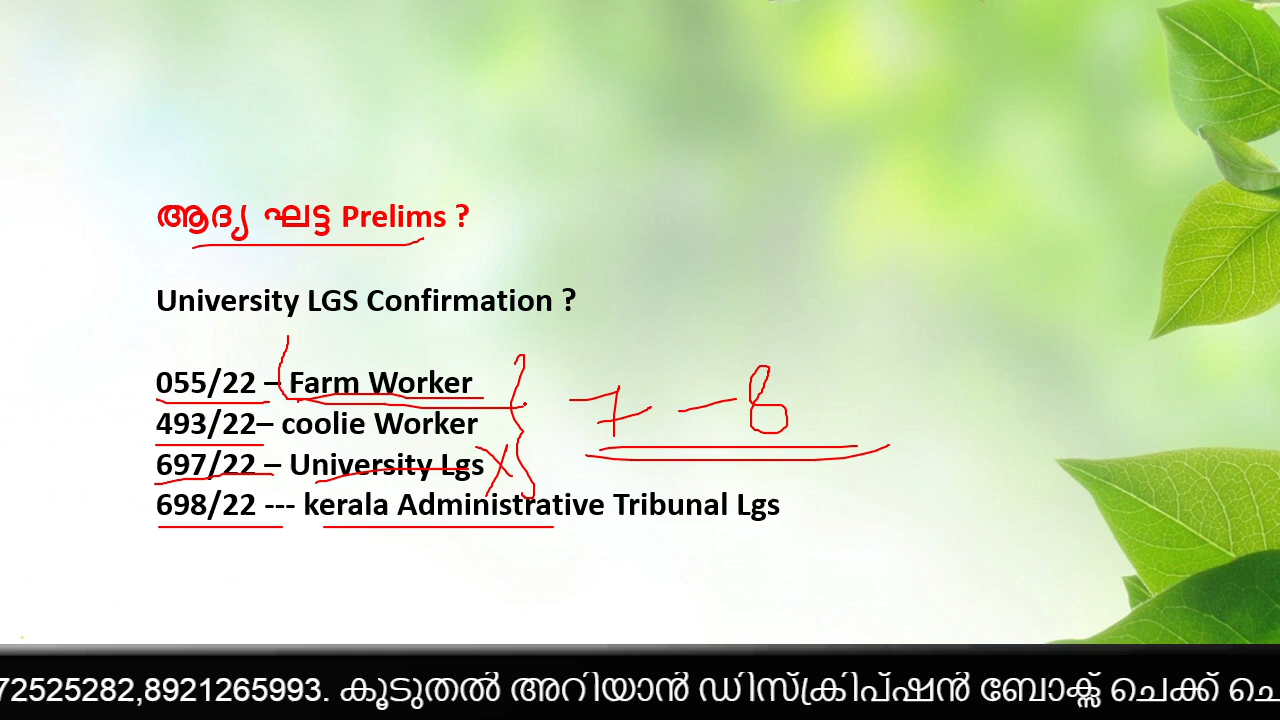 ആദ്യ ഘട്ട Prelims ?
University LGS Confirmation ?
055/22 – Farm Worker
493/22– coolie Worker
7 – 8
697/22 – University Lgs
698/22 --- kerala Administrative Tribunal Lgs
72525282,8921265993. കൂടുതൽ അറിയാൻ ഡിസ്ക്രിപ്ഷൻ ബോക്സ് ചെക്ക് ചെ